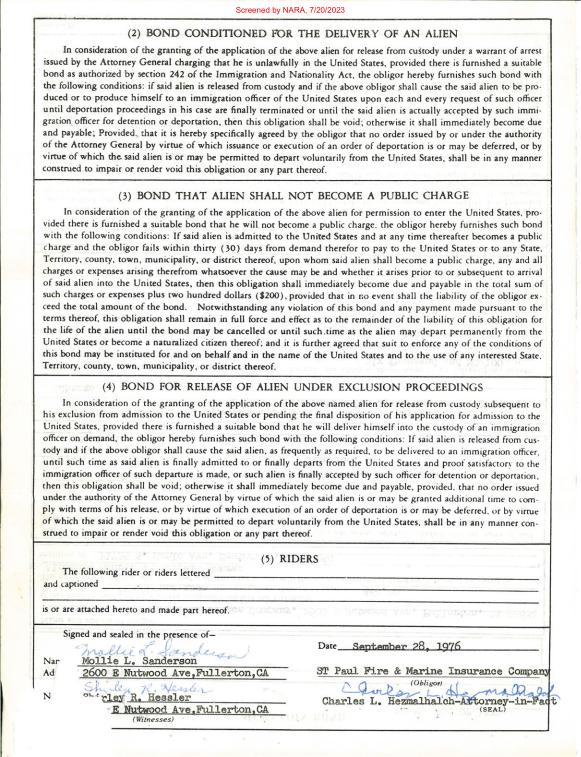 Screened by NARA, 7/20/2023
(2) BOND CONDITIONED FOR THE DELIVERY OF AN ALIEN
In consideration of the granting of the application of the above alien for release from custody under a warrant of arrest
issued by the Attorney General charging that he is unlawfully in the United States, provided there is furnished a suitable
bond as authorized by section 242 of the Immigration and Nationality Act, the obligor hereby furnishes such bond with
the following conditions: if said alien is released from custody and if the above obligor shall cause the said alien to be pro-
duced or to produce himself to an immigration officer of the United States upon each and every request of such officer
until deportation proceedings in his case are finally terminated or until the said alien is actually accepted by such immi-
gration officer for detention or deportation, then this obligation shall be void; otherwise it shall immediately become due
and payable; Provided, that it is hereby specifically agreed by the obligor that no order issued by or under the authority
of the Attorney General by virtue of which issuance or execution of an order of deportation is or may be deferred, or by
virtue of which the said alien is or may be permitted to depart voluntarily from the United States, shall be in any manner
construed to impair or render void this obligation or any part thereof.
(3) BOND THAT ALIEN SHALL NOT BECOME A PUBLIC CHARGE
In consideration of the granting of the application of the above alien for permission to enter the United States, pro-
vided there is furnished a suitable bond that he will not become a public charge, the obligor hereby furnishes such bond
with the following conditions: If said alien is admitted to the United States and at any time thereafter becomes a public
charge and the obligor fails within thirty (30) days from demand therefor to pay to the United States or to any State,
Territory, county, town, municipality, or district thereof, upon whom said alien shall become a public charge, any and all
charges or expenses arising therefrom whatsoever the cause may be and whether it arises prior to or subsequent to arrival
of said alien into the United States, then this obligation shall immediately become due and payable in the total sum of
such charges or expenses plus two hundred dollars ($200), provided that in no event shall the liability of the obligor ex-
ceed the total amount of the bond. Notwithstanding any violation of this bond and any payment made pursuant to the
terms thereof, this obligation shall remain in full force and effect as to the remainder of the liability of this obligation for
the life of the alien until the bond may be cancelled or until such time as the alien may depart permanently from the
United States or become a naturalized citizen thereof; and it is further agreed that suit to enforce any of the conditions of
this bond may be instituted for and on behalf and in the name of the United States and to the use of any interested State,
Territory, county, town, municipality, or district thereof.
(4) BOND FOR RELEASE OF ALIEN UNDER EXCLUSION PROCEEDINGS
In consideration of the granting of the application of the above named alien for release from custody subsequent to
his exclusion from admission to the United States or pending the final disposition of his application for admission to the
United States, provided there is furnished a suitable bond that he will deliver himself into the custody of an immigration
officer on demand, the obligor hereby furnishes such bond with the following conditions: If said alien is released from cus-
tody and if the above obligor shall cause the said alien, as frequently as required, to be delivered to an immigration officer,
until such time as said alien is finally admitted to or finally departs from the United States and proof satisfactory to the
immigration officer of such departure is made, or such alien is finally accepted by such officer for detention or deportation,
then this obligation shall be void; otherwise it shall immediately become due and payable, provided, that no order issued
under the authority of the Attorney General by virtue of which the said alien is or may be granted additional time to com-
ply with terms of his release, or by virtue of which execution of an order of deportation is or may be deferred, or by virtue
of which the said alien is or may be permitted to depart voluntarily from the United States, shall be in any manner con-
strued to impair or render void this obligation or any part thereof.
(5) RIDERS
The following rider or riders lettered
and captioned
is or are attached hereto and made part hereof.
Signed and sealed in the presence of—
Mollie L. Sanderson
Date September 28, 1976
Nar Mollie L. Sanderson
Ad 2600 E Nutwood Ave,Fullerton,CA
ST Paul Fire & Marine Insurance Company
(Obligor)
Shirley R. Hessler
Charles L. Hezmalhalch
N rley R. Hessler
Charles L. Hezmalhalch-Attorney-in-Fact
(SEAL)
E Nutwood Ave,Fullerton,CA
(Witnesses)